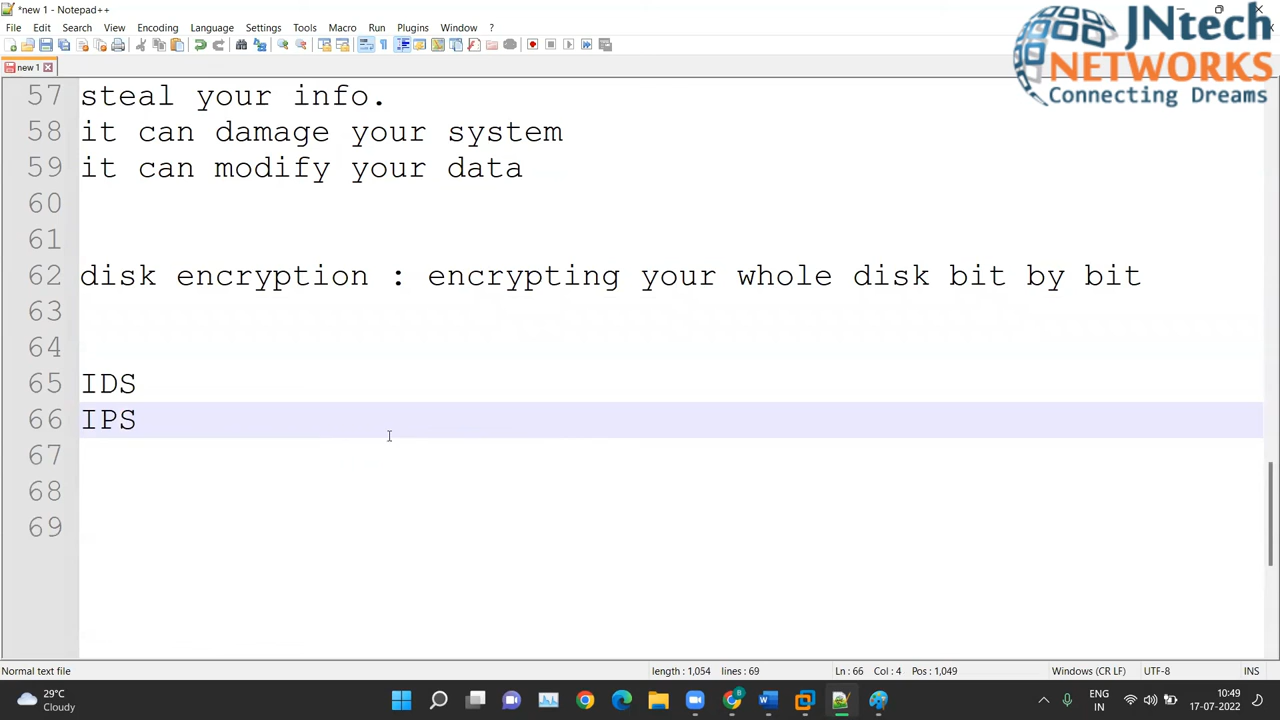 *new 1 - Notepad++
File Edit Search View Encoding Language Settings Tools Macro Run Plugins Window ?
new 1
JNtech
NETWORKS
Connecting Dreams
57 steal your info.
58 it can damage your system
59 it can modify your data
60
61
62 disk encryption : encrypting your whole disk bit by bit
63
64
65 IDS
66 IPS
67
68
69
Normal text file length : 1,054 lines : 69 Ln : 66 Col : 4 Pos : 1,049 Windows (CR LF) UTF-8 INS
29°C
Cloudy
ENG
IN
10:49
17-07-2022